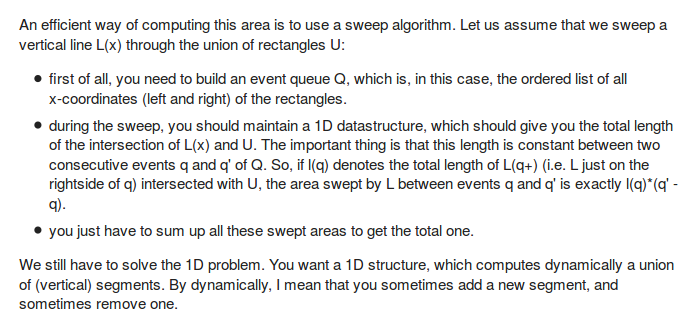 An efficient way of computing this area is to use a sweep algorithm. Let us assume that we sweep a
vertical line L(x) through the union of rectangles U:
● first of all, you need to build an event queue Q, which is, in this case, the ordered list of all
x-coordinates (left and right) of the rectangles.
● during the sweep, you should maintain a 1D datastructure, which should give you the total length
of the intersection of L(x) and U. The important thing is that this length is constant between two
consecutive events q and q' of Q. So, if l(q) denotes the total length of L(q+) (i.e. L just on the
rightside of q) intersected with U, the area swept by L between events q and q' is exactly l(q)*(q' -
q).
● you just have to sum up all these swept areas to get the total one.
We still have to solve the 1D problem. You want a 1D structure, which computes dynamically a union
of (vertical) segments. By dynamically, I mean that you sometimes add a new segment, and
sometimes remove one.